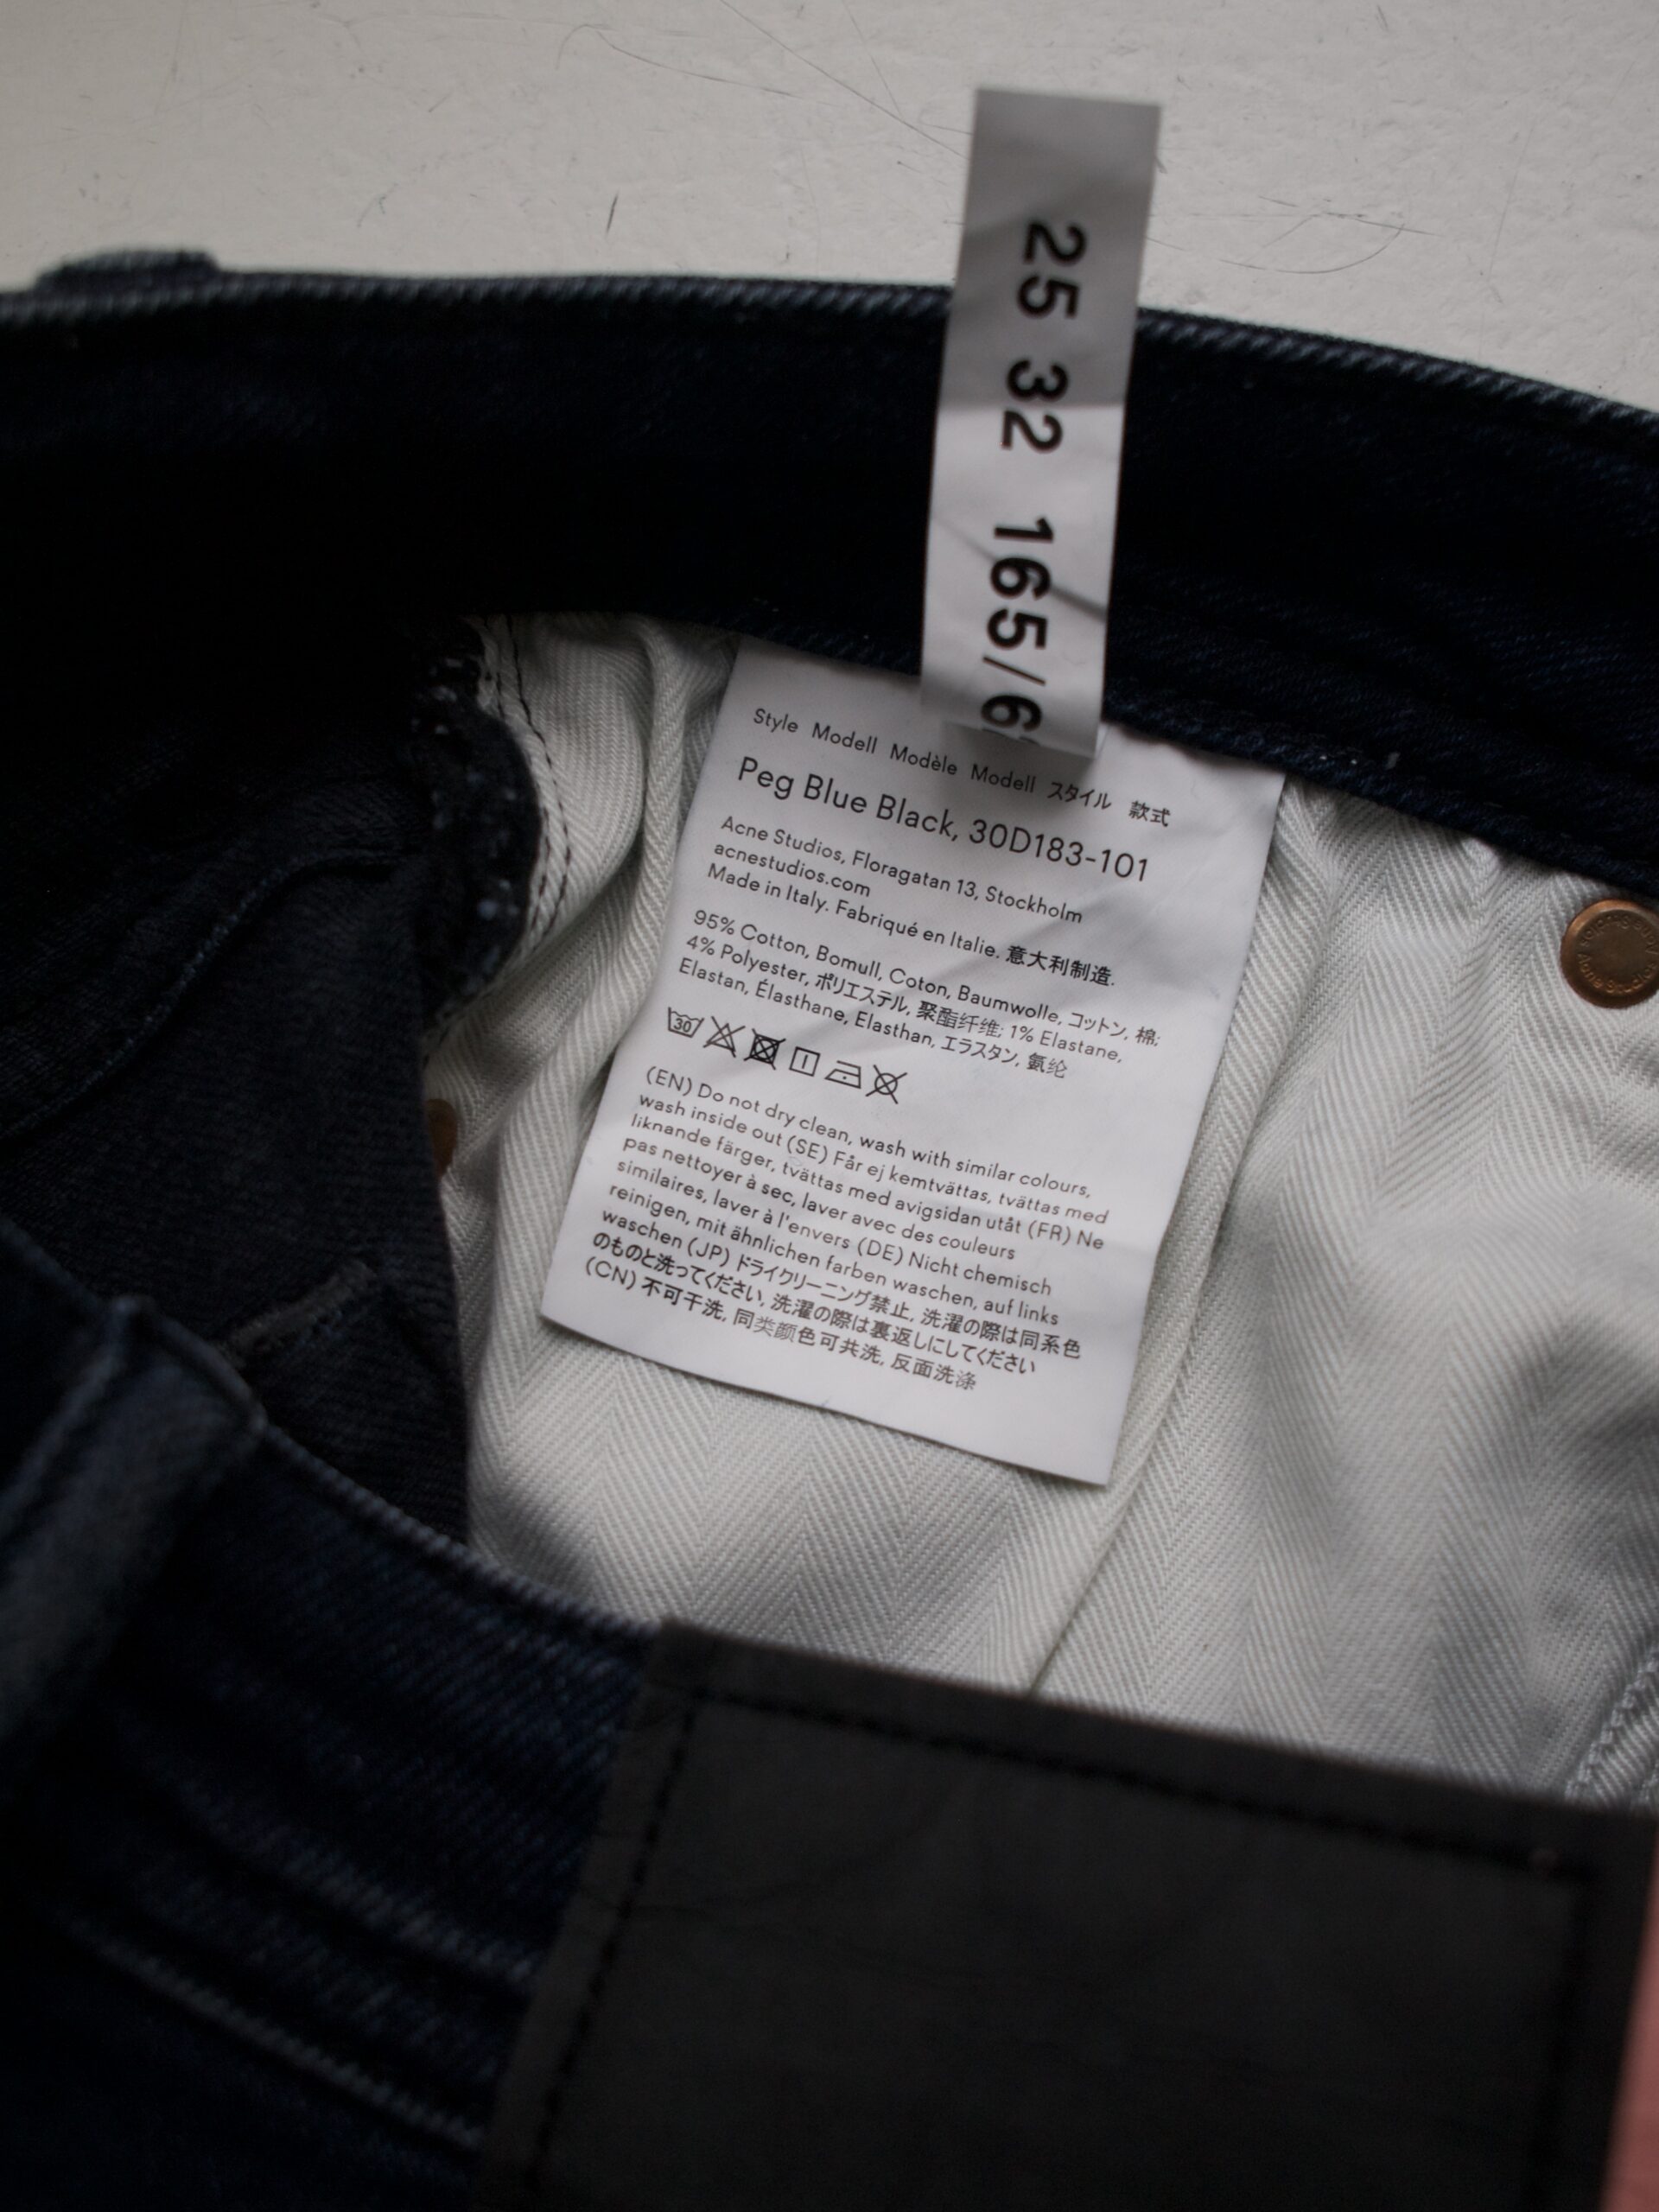 25 32 165/6
Style Modell Modèle Modell スタイル 款式
Peg Blue Black, 30D183-101
Acne Studios, Floragatan 13, Stockholm
acnestudios.com
Made in Italy. Fabriqué en Italie. 意大利制造.
95% Cotton, Bomull, Coton, Baumwolle, コットン, 棉;
4% Polyester, ポリエステル, 聚酯纤维; 1% Elastane,
Elastan, Élasthane, Elasthan, エラスタン, 氨纶
30
(EN) Do not dry clean, wash with similar colours,
wash inside out (SE) Får ej kemtvättas, tvättas med
liknande färger, tvättas med avigsidan utåt (FR) Ne
pas nettoyer à sec, laver avec des couleurs
similaires, laver à l'envers (DE) Nicht chemisch
reinigen, mit ähnlichen farben waschen, auf links
waschen (JP) ドライクリーニング禁止, 洗濯の際は同系色
のものと洗ってください, 洗濯の際は裏返しにしてください
(CN) 不可干洗, 同类颜色可共洗, 反面洗涤
Acne Studios